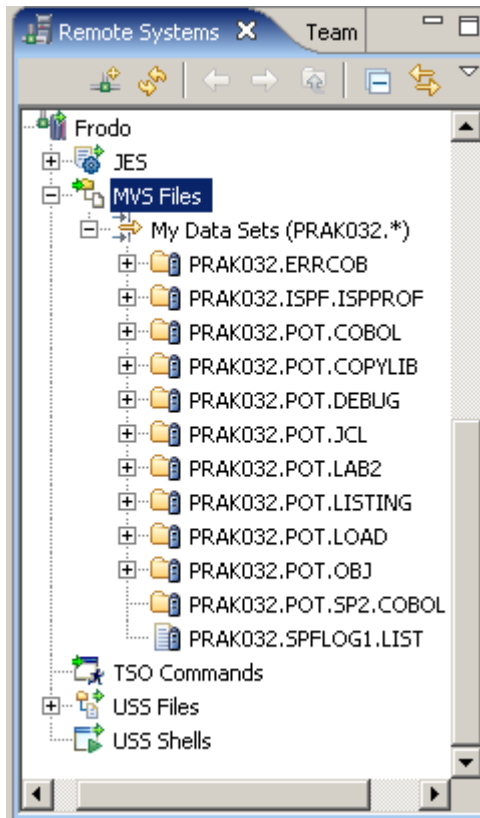 Remote Systems Team
Frodo
JES
MVS Files
My Data Sets (PRAK032.*)
PRAK032.ERRCOB
PRAK032.ISPF.ISPPROF
PRAK032.POT.COBOL
PRAK032.POT.COPYLIB
PRAK032.POT.DEBUG
PRAK032.POT.JCL
PRAK032.POT.LAB2
PRAK032.POT.LISTING
PRAK032.POT.LOAD
PRAK032.POT.OBJ
PRAK032.POT.SP2.COBOL
PRAK032.SPFLOG1.LIST
TSO Commands
USS Files
USS Shells